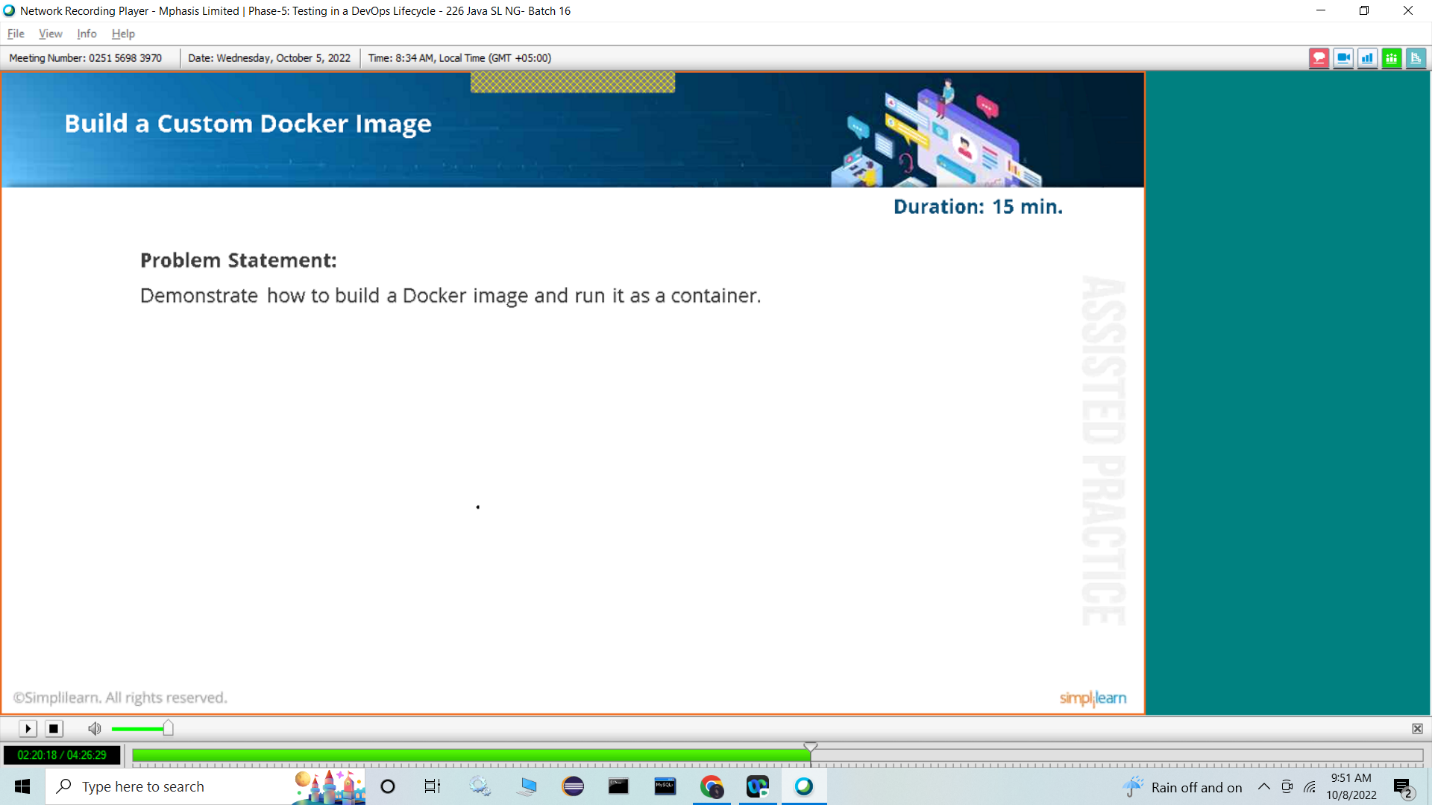 Network Recording Player - Mphasis Limited | Phase-5: Testing in a DevOps Lifecycle - 226 Java SL NG- Batch 16
File View Info Help
Meeting Number: 0251 5698 3970 Date: Wednesday, October 5, 2022 Time: 8:34 AM, Local Time (GMT +05:00)
Build a Custom Docker Image
Duration: 15 min.
Problem Statement:
Demonstrate how to build a Docker image and run it as a container.
ASSISTED PRACTICE
©Simplilearn. All rights reserved.
simplilearn
02:20:18 / 04:26:29
Type here to search
MySQL
Rain off and on
9:51 AM
10/8/2022
2